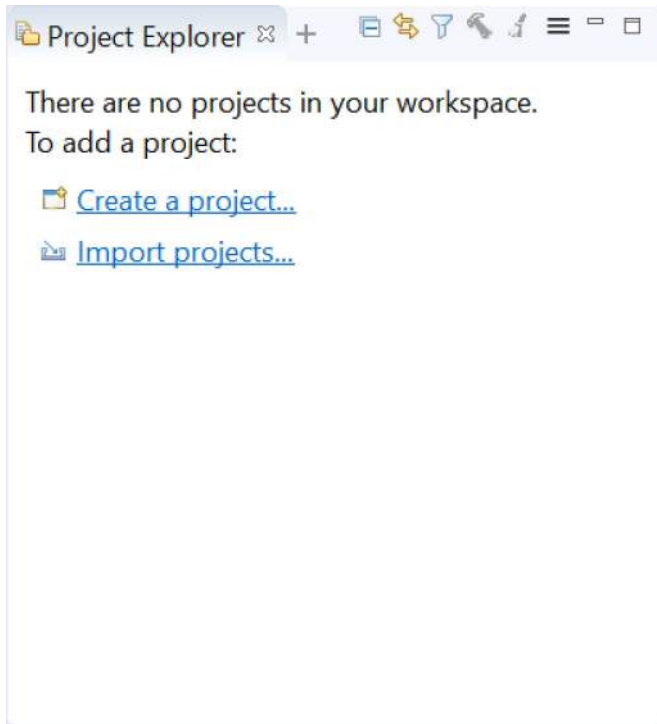 Project Explorer
There are no projects in your workspace.
To add a project:
Create a project...
Import projects...